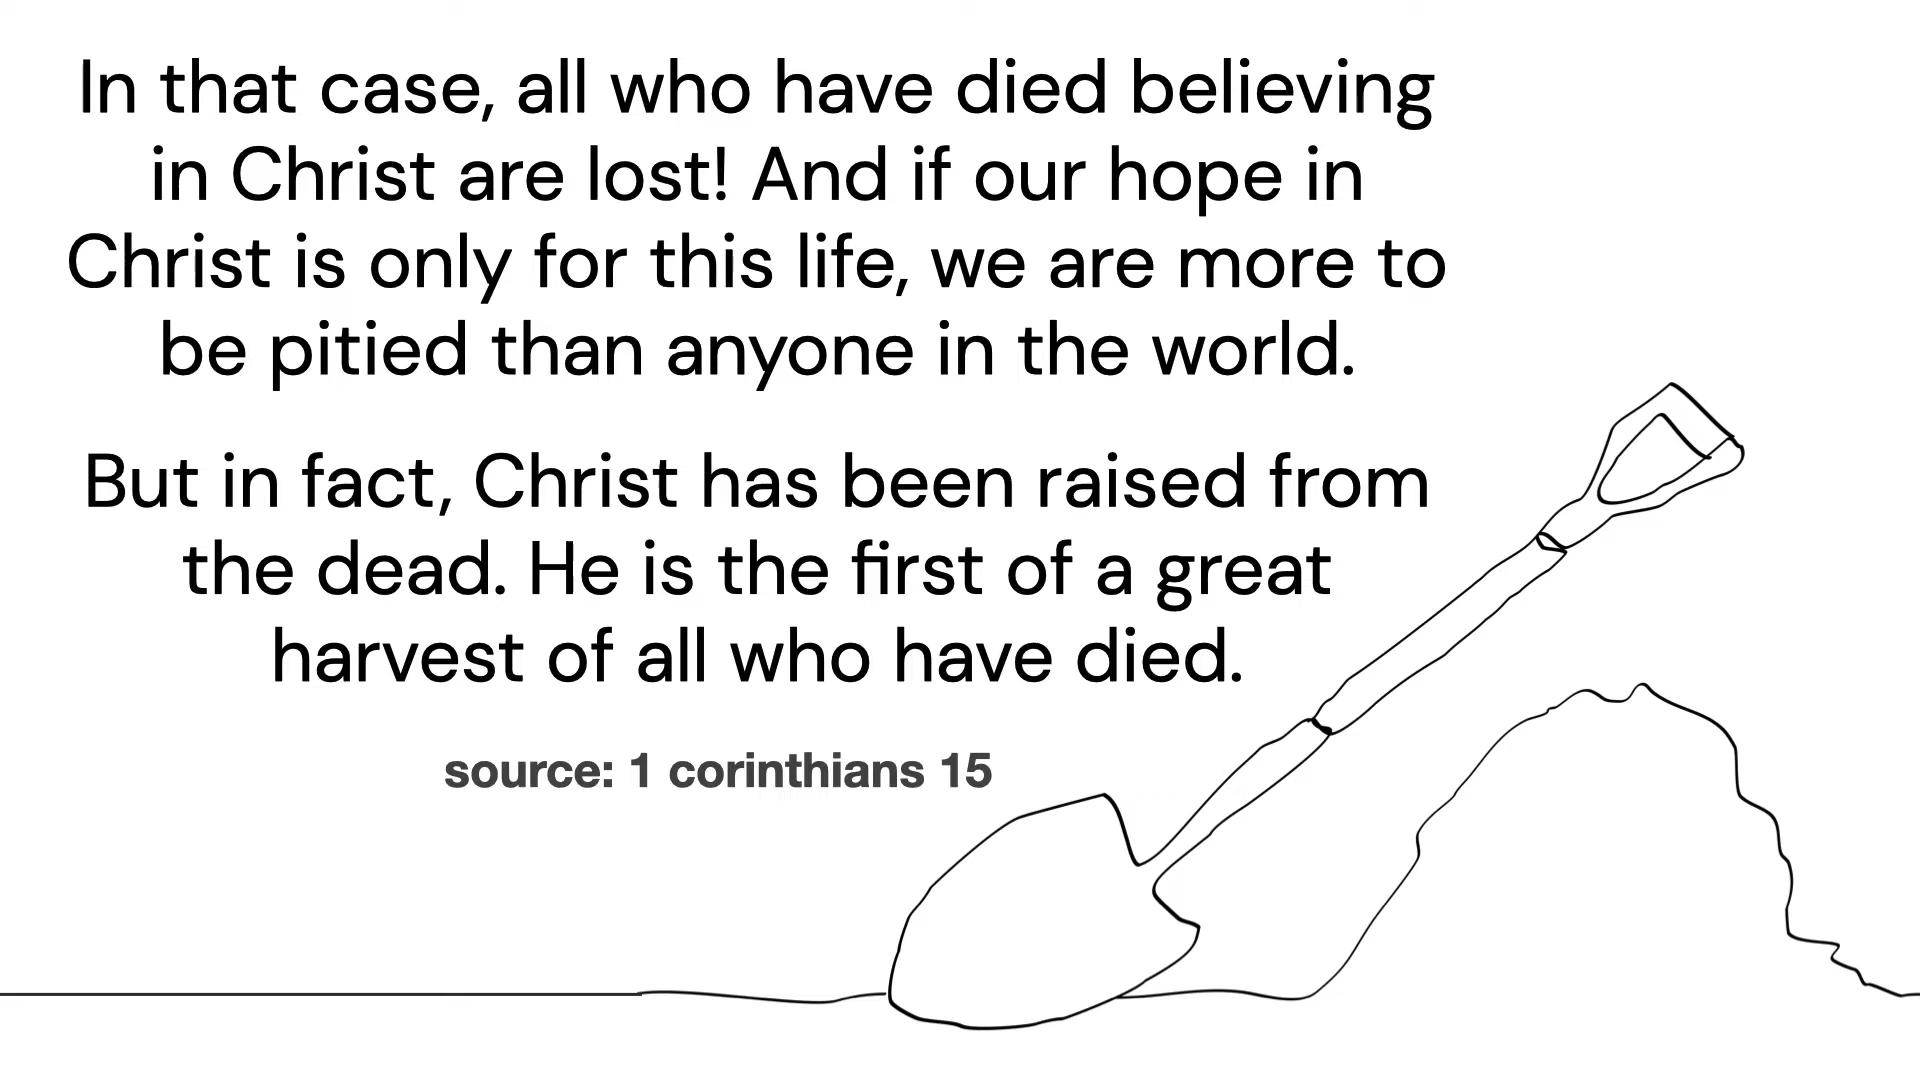 In that case, all who have died believing
in Christ are lost! And if our hope in
Christ is only for this life, we are more to
be pitied than anyone in the world.
But in fact, Christ has been raised from
the dead. He is the first of a great
harvest of all who have died.
source: 1 corinthians 15